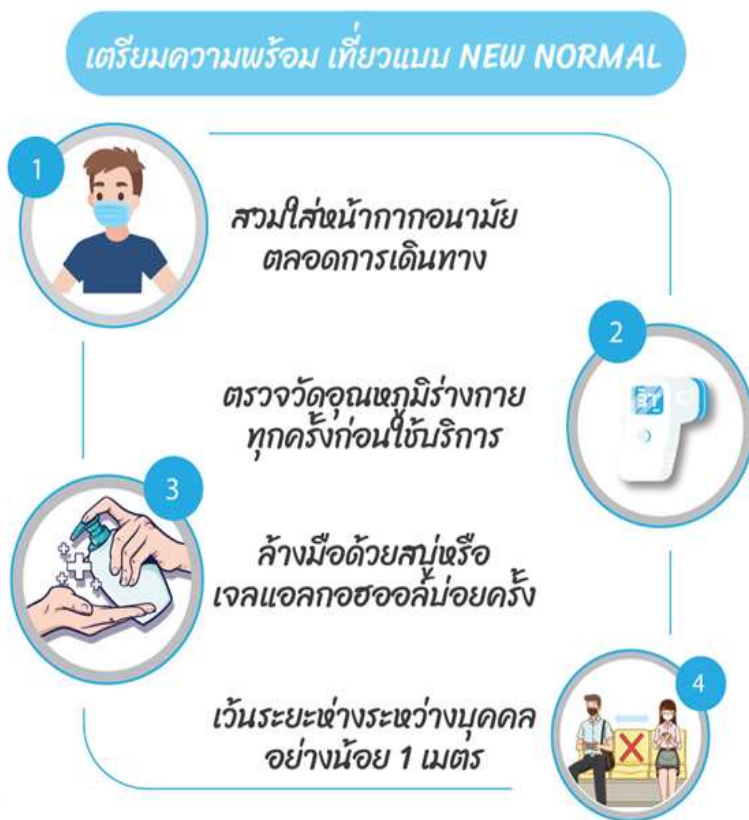 เตรียมความพร้อม เที่ยวแบบ NEW NORMAL
1
สวมใส่หน้ากากอนามัย
ตลอดการเดินทาง
2
37
ตรวจวัดอุณหภูมิร่างกาย
ทุกครั้งก่อนใช้บริการ
3
ล้างมือด้วยสบู่หรือ
เจลแอลกอฮออล์บ่อยครั้ง
4
เว้นระยะห่างระหว่างบุคคล
อย่างน้อย 1 เมตร